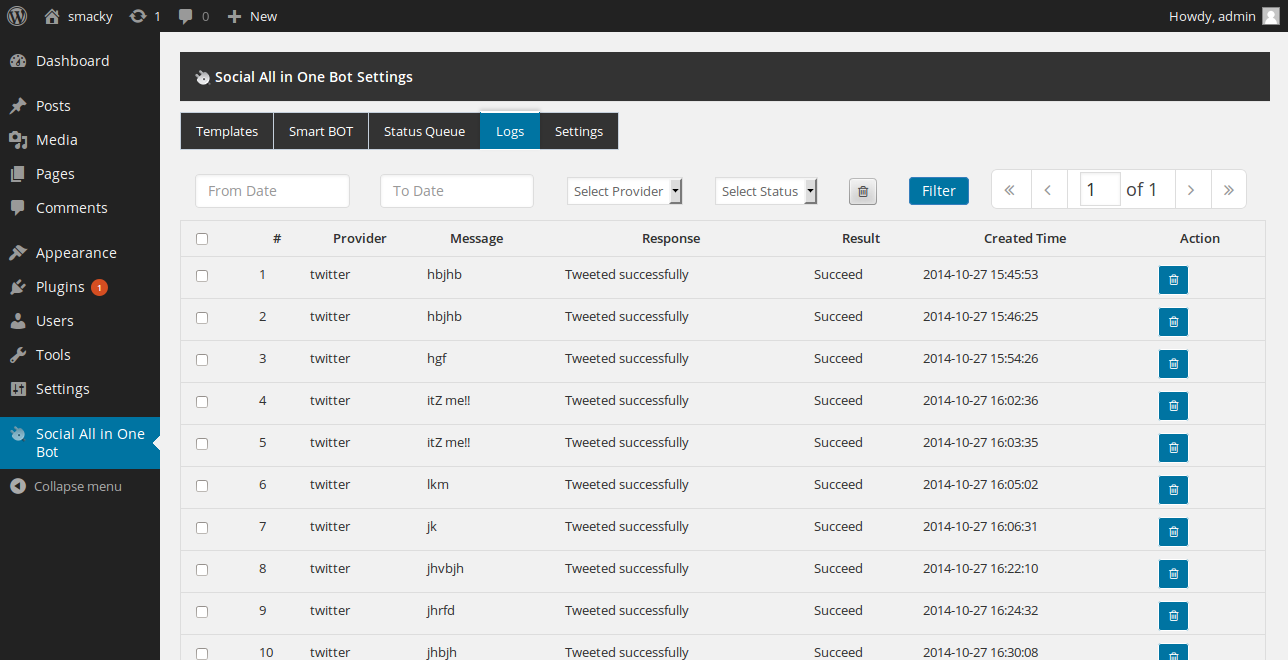 smacky 1 0 New Howdy, admin
Dashboard
Posts
Media
Pages
Comments
Appearance
Plugins 1
Users
Tools
Settings
Social All in One
Bot
Collapse menu
Social All in One Bot Settings
Templates Smart BOT Status Queue Logs Settings
From Date To Date Select Provider Select Status Filter « ‹ 1 of 1 › »
# Provider Message Response Result Created Time Action
1 twitter hbjhb Tweeted successfully Succeed 2014-10-27 15:45:53
2 twitter hbjhb Tweeted successfully Succeed 2014-10-27 15:46:25
3 twitter hgf Tweeted successfully Succeed 2014-10-27 15:54:26
4 twitter itZ me!! Tweeted successfully Succeed 2014-10-27 16:02:36
5 twitter itZ me!! Tweeted successfully Succeed 2014-10-27 16:03:35
6 twitter lkm Tweeted successfully Succeed 2014-10-27 16:05:02
7 twitter jk Tweeted successfully Succeed 2014-10-27 16:06:31
8 twitter jhvbjh Tweeted successfully Succeed 2014-10-27 16:22:10
9 twitter jhrfd Tweeted successfully Succeed 2014-10-27 16:24:32
10 twitter jhbjh Tweeted successfully Succeed 2014-10-27 16:30:08